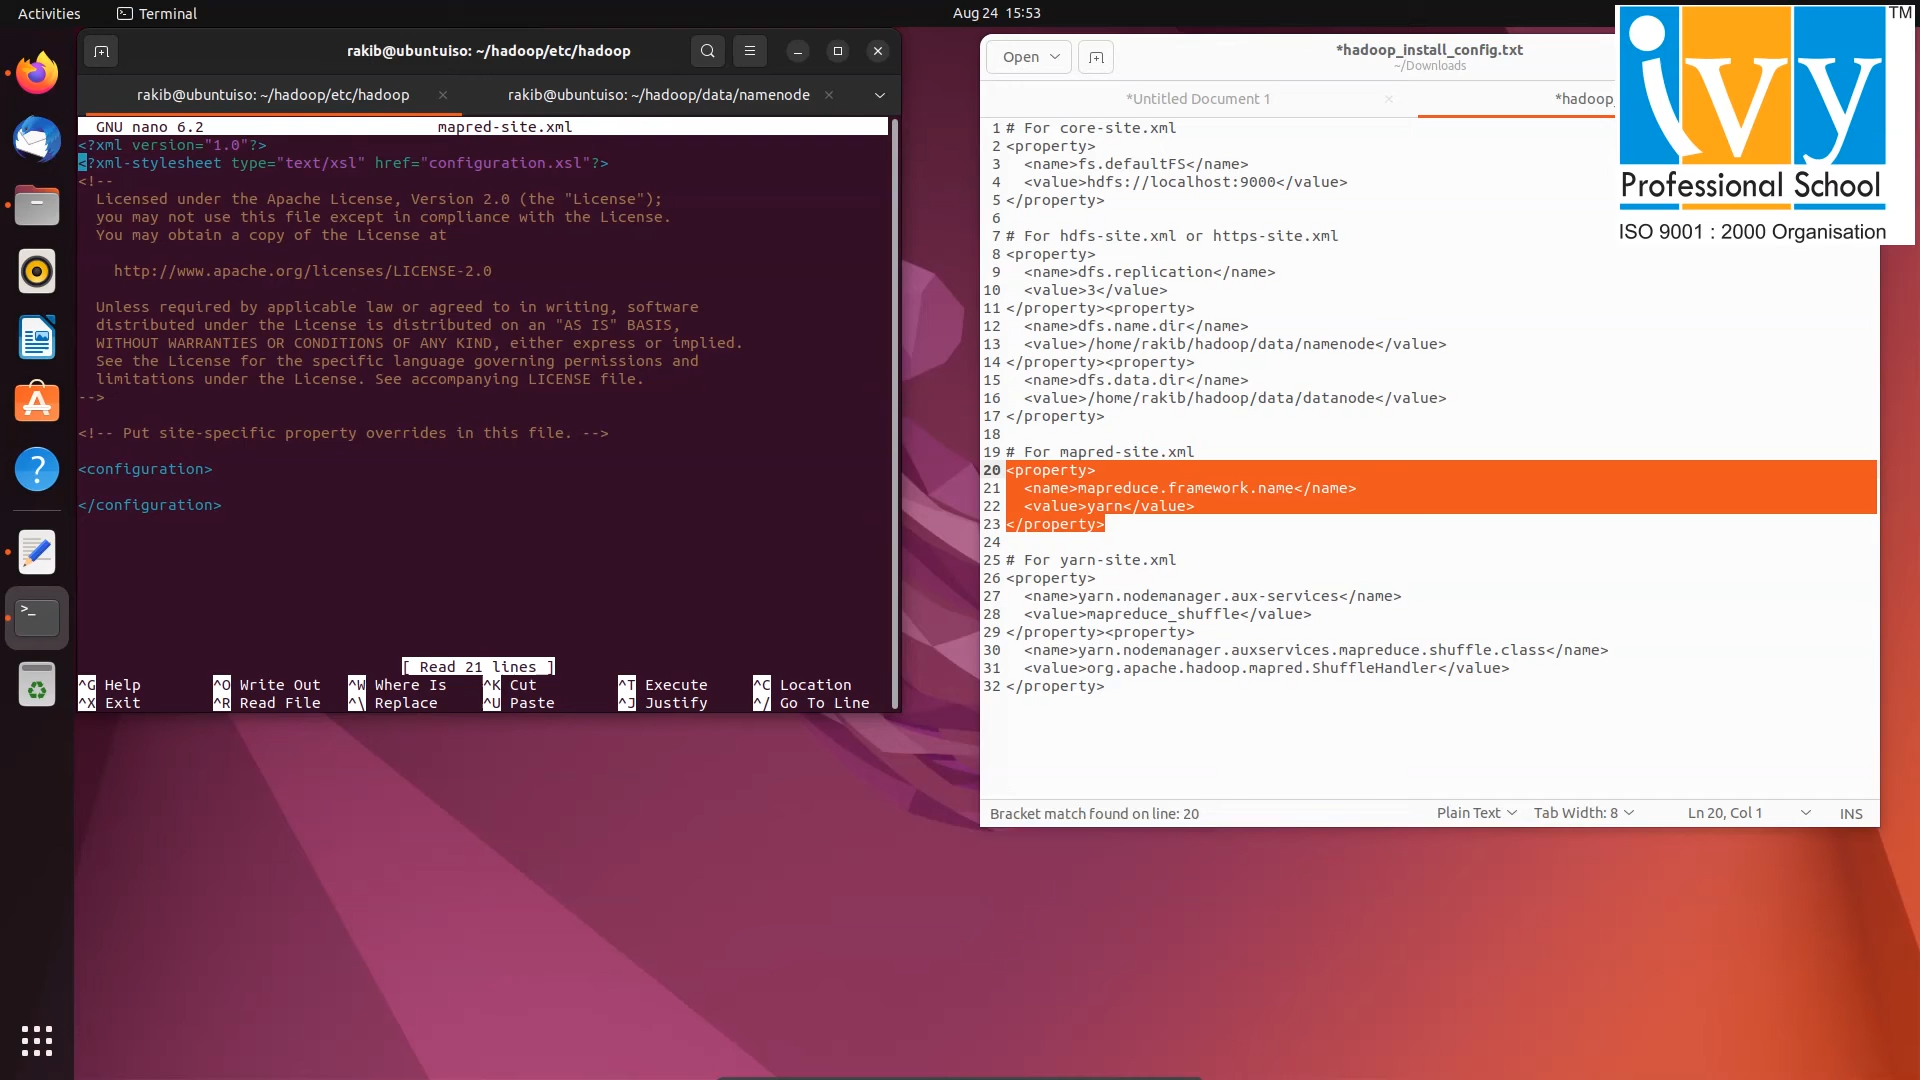 Activities
Terminal
Aug 24 15:53
rakib@ubuntuiso: ~/hadoop/etc/hadoop
rakib@ubuntuiso: ~/hadoop/etc/hadoop
rakib@ubuntuiso: ~/hadoop/data/namenode
GNU nano 6.2 mapred-site.xml
<?xml version="1.0"?>
<?xml-stylesheet type="text/xsl" href="configuration.xsl"?>
<!--
Licensed under the Apache License, Version 2.0 (the "License");
you may not use this file except in compliance with the License.
You may obtain a copy of the License at
http://www.apache.org/licenses/LICENSE-2.0
Unless required by applicable law or agreed to in writing, software
distributed under the License is distributed on an "AS IS" BASIS,
WITHOUT WARRANTIES OR CONDITIONS OF ANY KIND, either express or implied.
See the License for the specific language governing permissions and
limitations under the License. See accompanying LICENSE file.
-->
<!-- Put site-specific property overrides in this file. -->
<configuration>
</configuration>
[ Read 21 lines ]
^G Help ^O Write Out ^W Where Is ^K Cut ^T Execute ^C Location
^X Exit ^R Read File ^\ Replace ^U Paste ^J Justify ^/ Go To Line
Open
*hadoop_install_config.txt
~/Downloads
*Untitled Document 1
*hadoop_
1 # For core-site.xml
2 <property>
3 <name>fs.defaultFS</name>
4 <value>hdfs://localhost:9000</value>
5 </property>
6
7 # For hdfs-site.xml or https-site.xml
8 <property>
9 <name>dfs.replication</name>
10 <value>3</value>
11 </property><property>
12 <name>dfs.name.dir</name>
13 <value>/home/rakib/hadoop/data/namenode</value>
14 </property><property>
15 <name>dfs.data.dir</name>
16 <value>/home/rakib/hadoop/data/datanode</value>
17 </property>
18
19 # For mapred-site.xml
20 <property>
21 <name>mapreduce.framework.name</name>
22 <value>yarn</value>
23 </property>
24
25 # For yarn-site.xml
26 <property>
27 <name>yarn.nodemanager.aux-services</name>
28 <value>mapreduce_shuffle</value>
29 </property><property>
30 <name>yarn.nodemanager.auxservices.mapreduce.shuffle.class</name>
31 <value>org.apache.hadoop.mapred.ShuffleHandler</value>
32 </property>
Bracket match found on line: 20
Plain Text
Tab Width: 8
Ln 20, Col 1
INS
TM
ivy
Professional School
ISO 9001 : 2000 Organisation